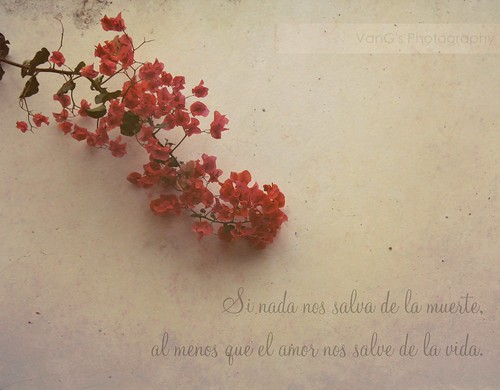 VanG's Photography
Si nada nos salva de la muerte,
al menos que el amor nos salve de la vida.